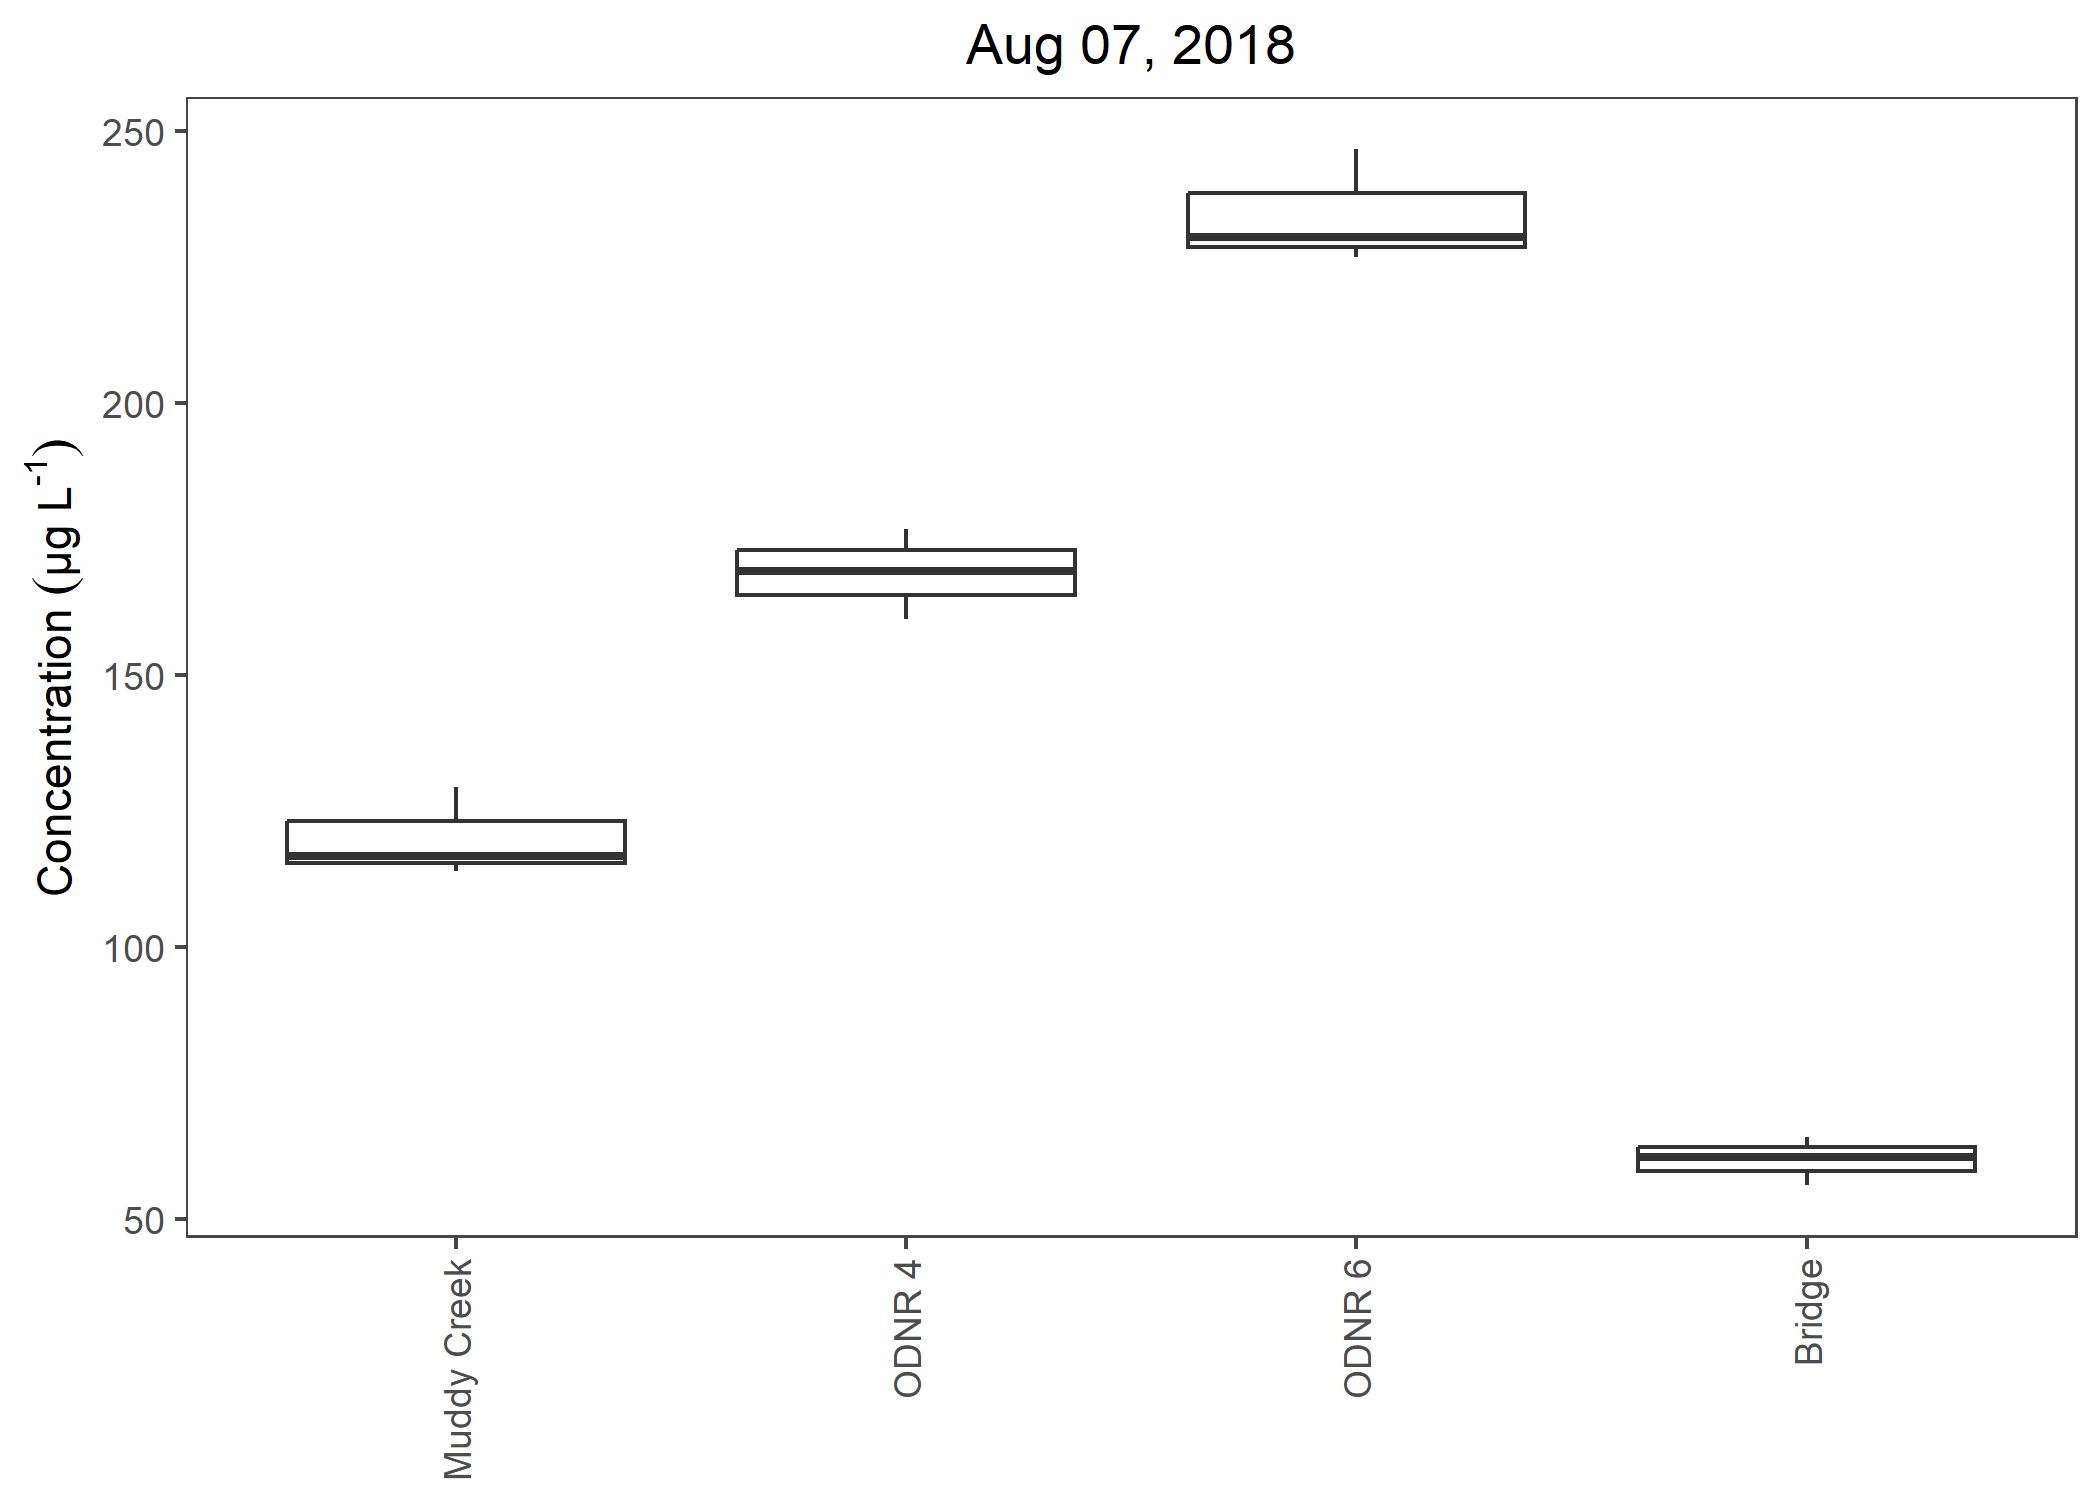 Aug 07, 2018
Concentration (µg L⁻¹)
250
200
150
100
50
Muddy Creek
ODNR 4
ODNR 6
Bridge